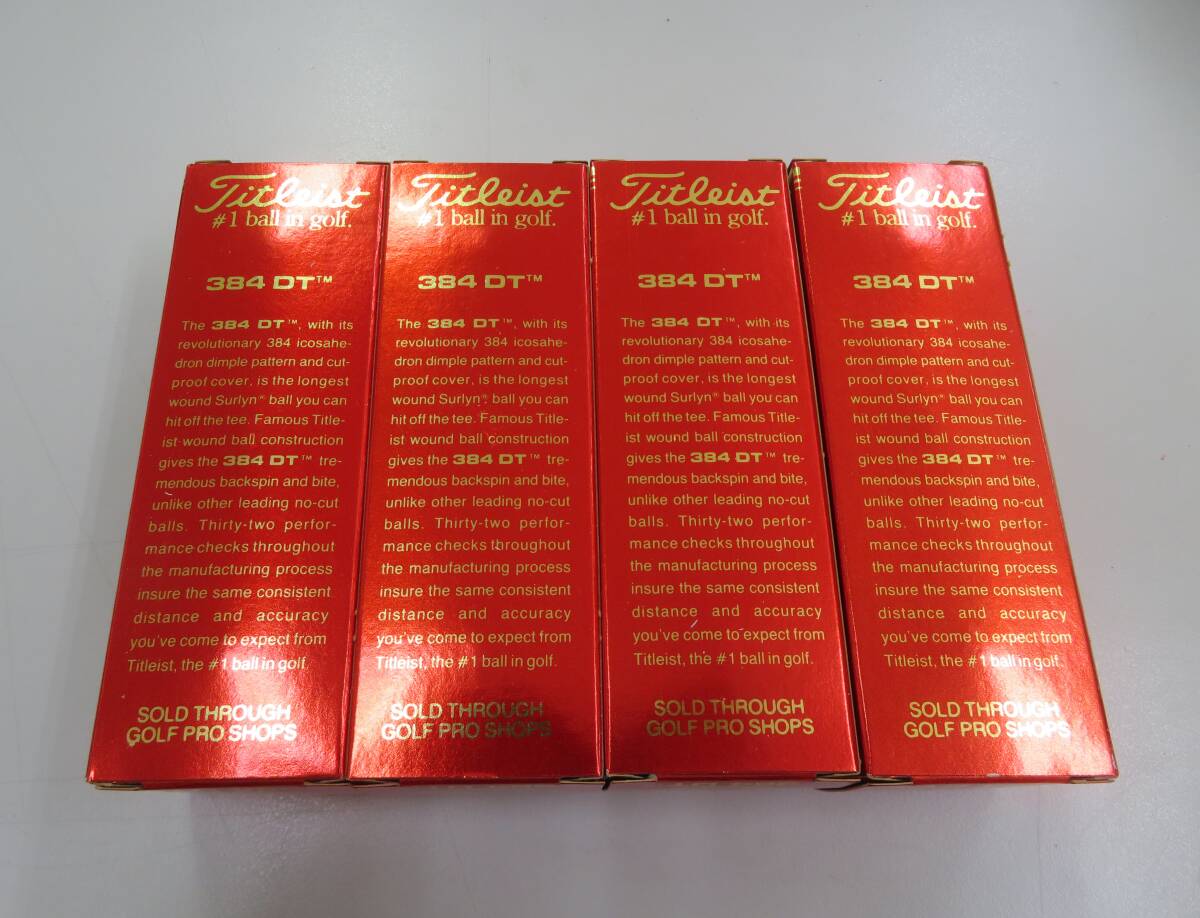 Titleist
#1 ball in golf.
384 DT™
The 384 DT™, with its
revolutionary 384 icosahe-
dron dimple pattern and cut-
proof cover, is the longest
wound Surlyn® ball you can
hit off the tee. Famous Title-
ist wound ball construction
gives the 384 DT™ tre-
mendous backspin and bite,
unlike other leading no-cut
balls. Thirty-two perfor-
mance checks throughout
the manufacturing process
insure the same consistent
distance and accuracy
you've come to expect from
Titleist, the #1 ball in golf.
SOLD THROUGH
GOLF PRO SHOPS
Titleist
#1 ball in golf.
384 DT™
The 384 DT™, with its
revolutionary 384 icosahe-
dron dimple pattern and cut-
proof cover, is the longest
wound Surlyn® ball you can
hit off the tee. Famous Title-
ist wound ball construction
gives the 384 DT™ tre-
mendous backspin and bite,
unlike other leading no-cut
balls. Thirty-two perfor-
mance checks throughout
the manufacturing process
insure the same consistent
distance and accuracy
you've come to expect from
Titleist, the #1 ball in golf.
SOLD THROUGH
GOLF PRO SHOPS
Titleist
#1 ball in golf.
384 DT™
The 384 DT™, with its
revolutionary 384 icosahe-
dron dimple pattern and cut-
proof cover, is the longest
wound Surlyn® ball you can
hit off the tee. Famous Title-
ist wound ball construction
gives the 384 DT™ tre-
mendous backspin and bite,
unlike other leading no-cut
balls. Thirty-two perfor-
mance checks throughout
the manufacturing process
insure the same consistent
distance and accuracy
you've come to expect from
Titleist, the #1 ball in golf.
SOLD THROUGH
GOLF PRO SHOPS
Titleist
#1 ball in golf.
384 DT™
The 384 DT™, with its
revolutionary 384 icosahe-
dron dimple pattern and cut-
proof cover, is the longest
wound Surlyn® ball you can
hit off the tee. Famous Title-
ist wound ball construction
gives the 384 DT™ tre-
mendous backspin and bite,
unlike other leading no-cut
balls. Thirty-two perfor-
mance checks throughout
the manufacturing process
insure the same consistent
distance and accuracy
you've come to expect from
Titleist, the #1 ball in golf.
SOLD THROUGH
GOLF PRO SHOPS